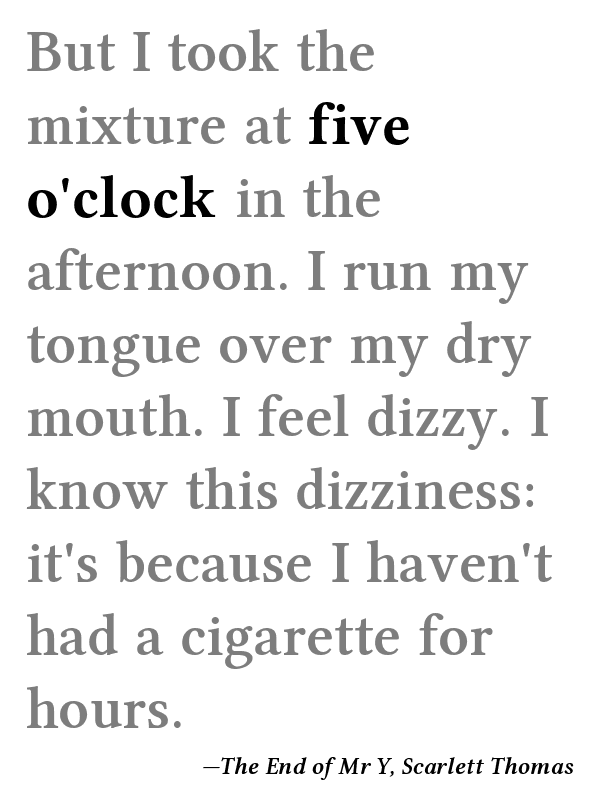 But I took the
mixture at five
o'clock in the
afternoon. I run my
tongue over my dry
mouth. I feel dizzy. I
know this dizziness:
it's because I haven't
had a cigarette for
hours.
—The End of Mr Y, Scarlett Thomas